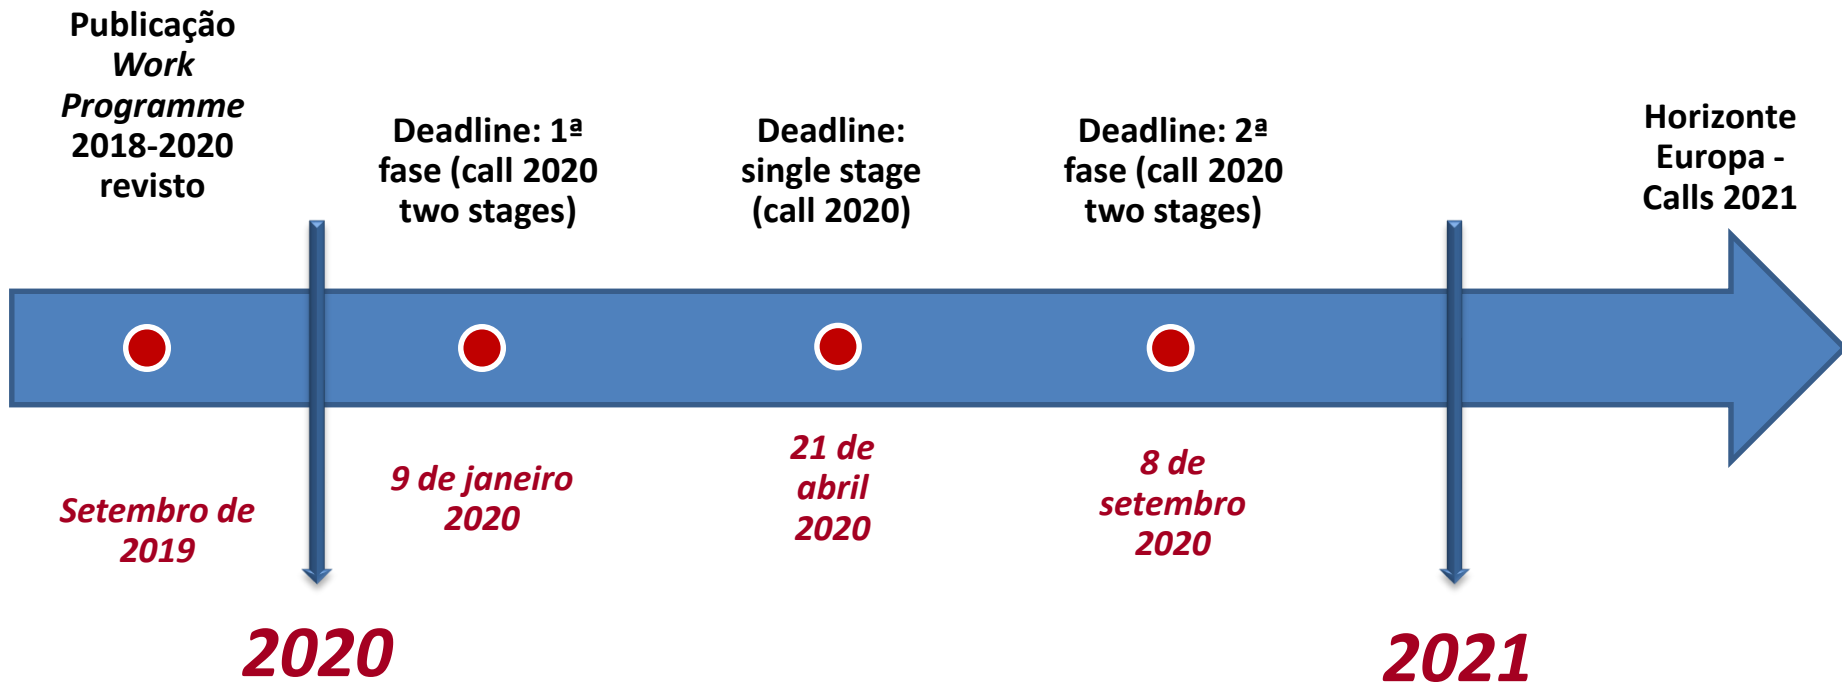 Publicação
Work
Programme
2018-2020
revisto
Deadline: 1ª
fase (call 2020
two stages)
Deadline:
single stage
(call 2020)
Deadline: 2ª
fase (call 2020
two stages)
Horizonte
Europa -
Calls 2021
Setembro de
2019
9 de janeiro
2020
21 de
abril
2020
8 de
setembro
2020
2020
2021